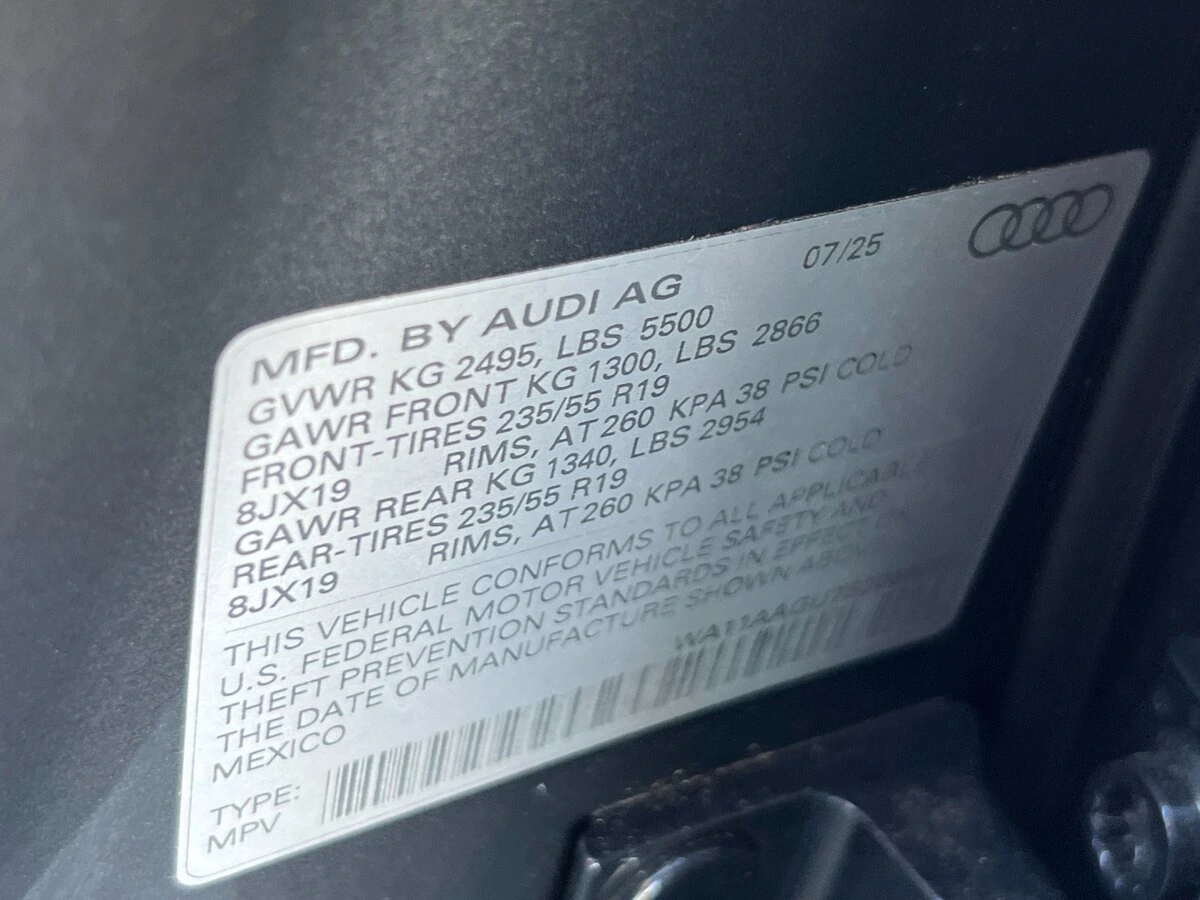 07/25
MFD. BY AUDI AG
GVWR KG 2495, LBS 5500
GAWR FRONT KG 1300, LBS 2866
FRONT-TIRES 235/55 R19
8JX19 RIMS, AT 260 KPA 38 PSI COLD
GAWR REAR KG 1340, LBS 2954
REAR-TIRES 235/55 R19
8JX19 RIMS, AT 260 KPA 38 PSI COLD
THIS VEHICLE CONFORMS TO ALL APPLICABLE
U.S. FEDERAL MOTOR VEHICLE SAFETY AND
THEFT PREVENTION STANDARDS IN EFFECT ON
THE DATE OF MANUFACTURE SHOWN ABOVE
MEXICO
TYPE:
MPV